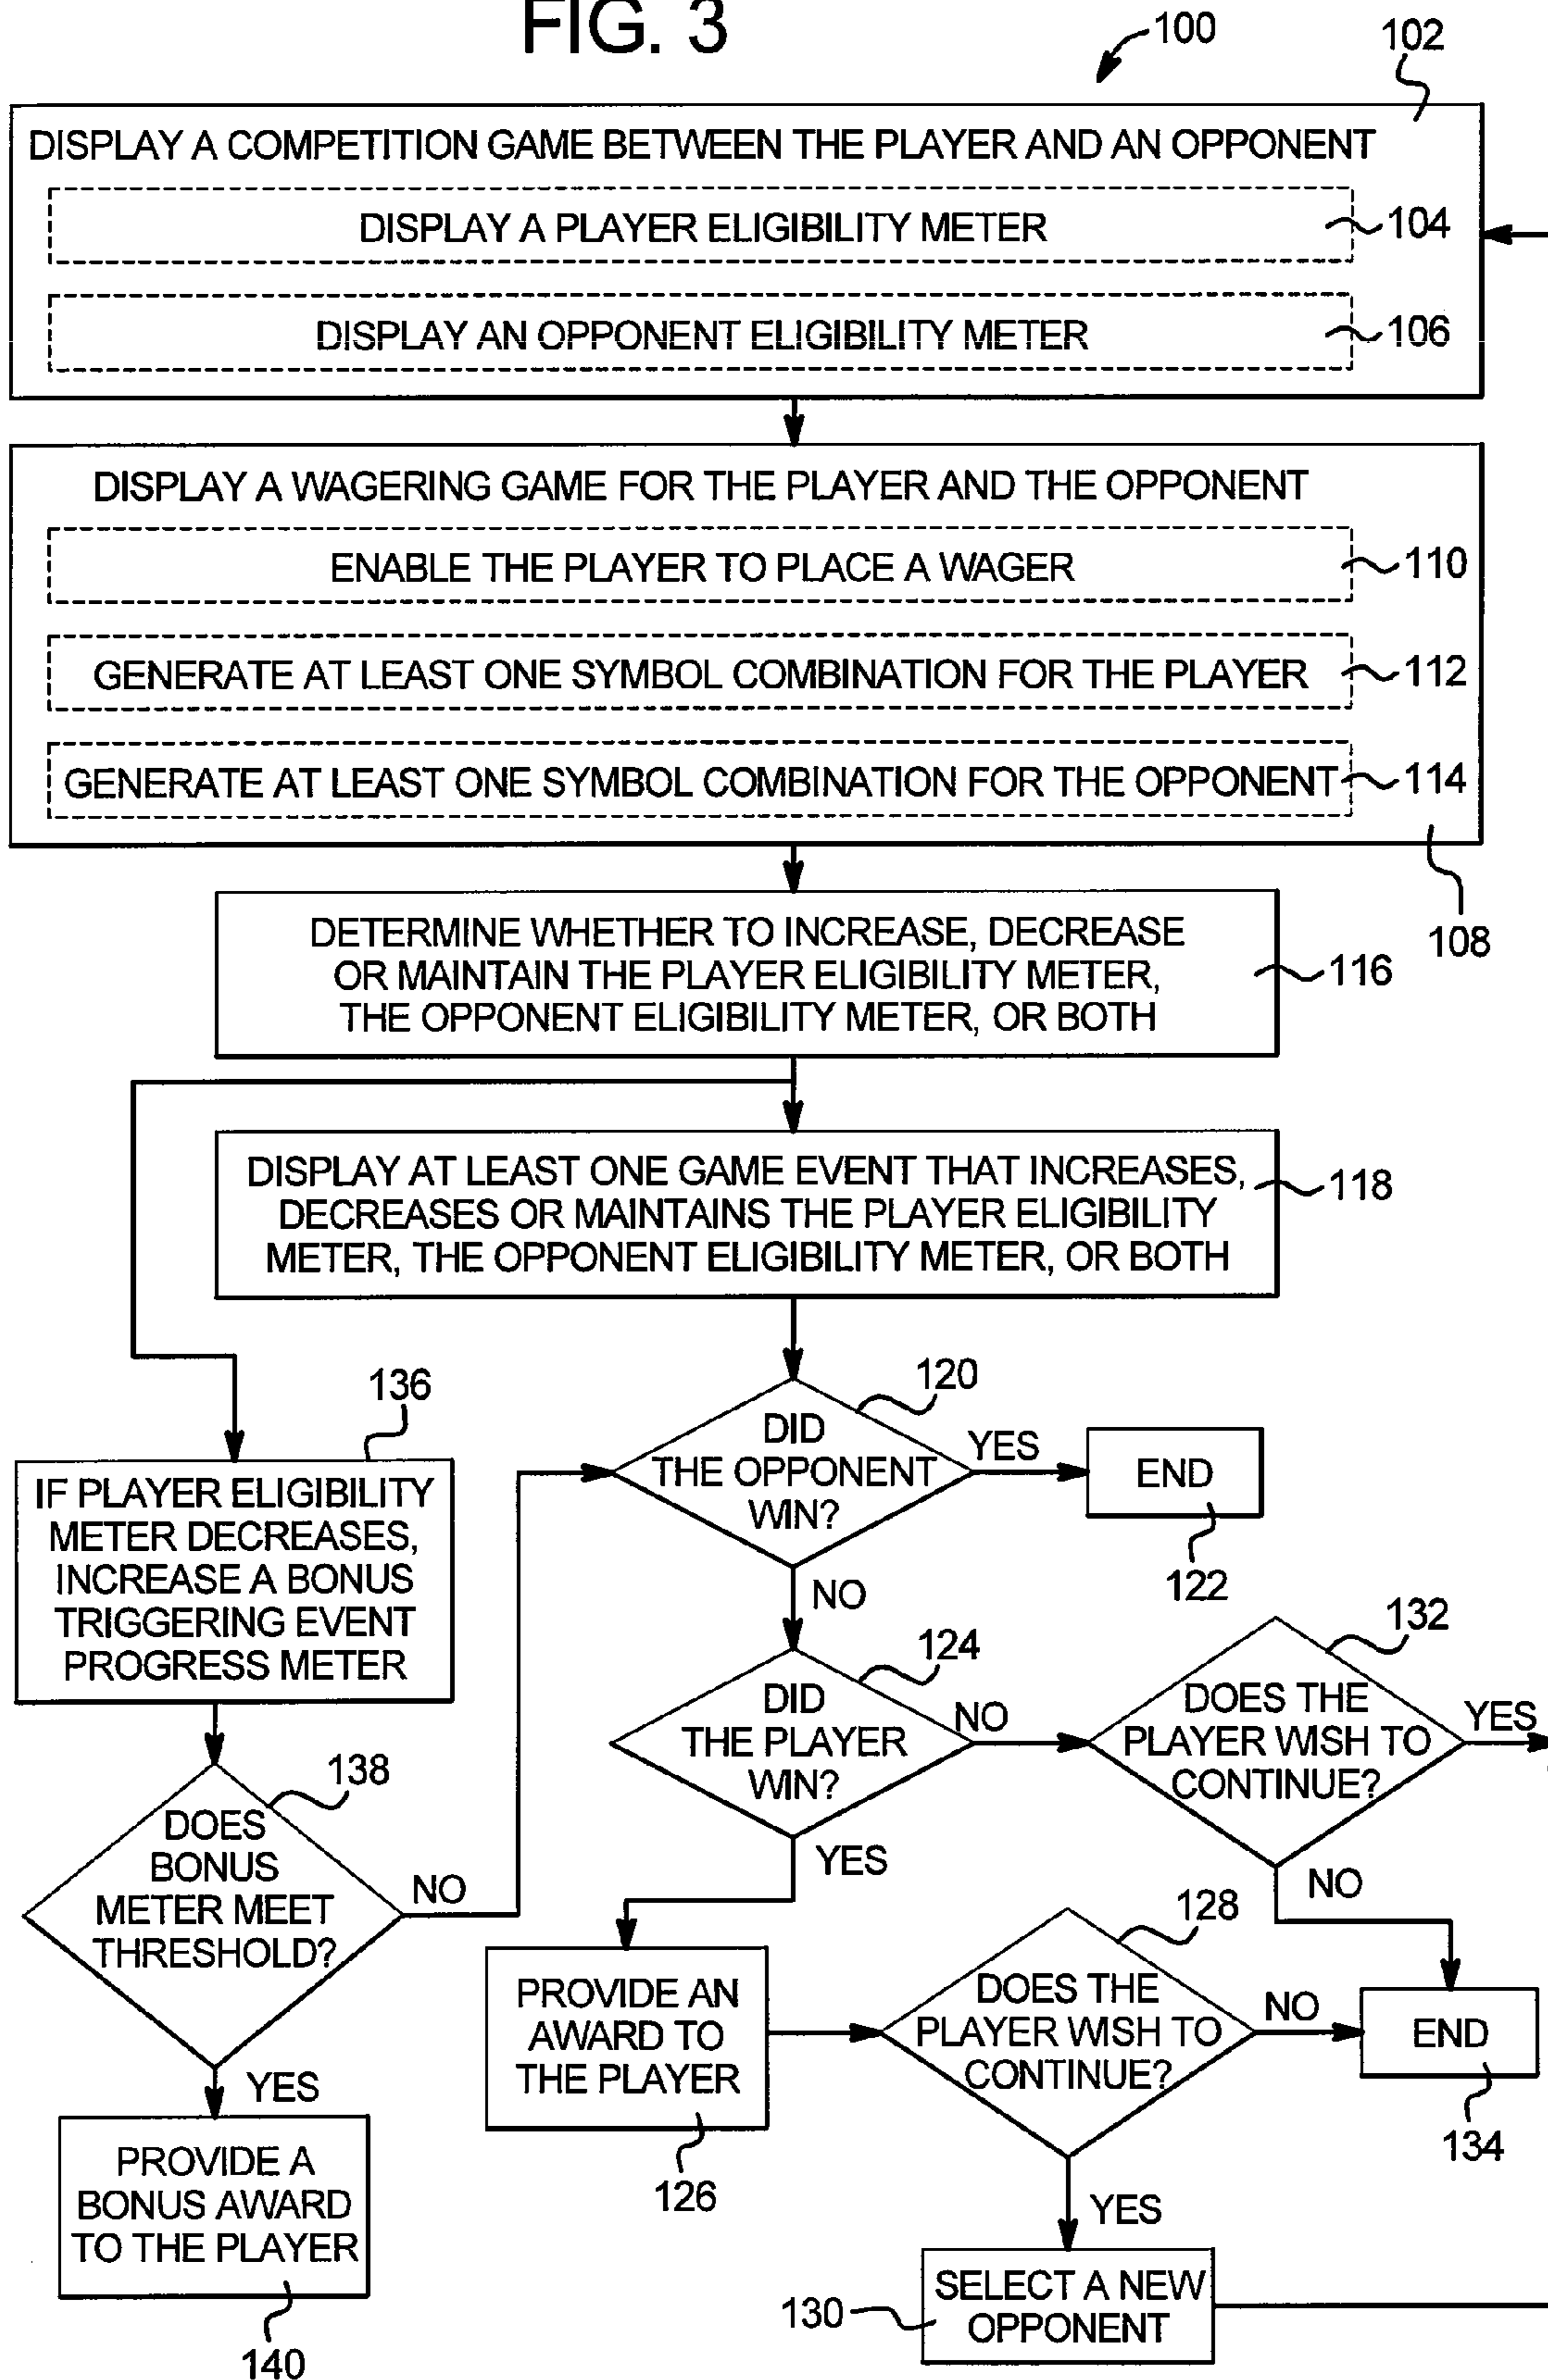 FIG. 3
100
102
DISPLAY A COMPETITION GAME BETWEEN THE PLAYER AND AN OPPONENT
DISPLAY A PLAYER ELIGIBILITY METER
104
DISPLAY AN OPPONENT ELIGIBILITY METER
106
DISPLAY A WAGERING GAME FOR THE PLAYER AND THE OPPONENT
ENABLE THE PLAYER TO PLACE A WAGER
110
GENERATE AT LEAST ONE SYMBOL COMBINATION FOR THE PLAYER
112
GENERATE AT LEAST ONE SYMBOL COMBINATION FOR THE OPPONENT
114
108
DETERMINE WHETHER TO INCREASE, DECREASE
OR MAINTAIN THE PLAYER ELIGIBILITY METER,
THE OPPONENT ELIGIBILITY METER, OR BOTH
116
DISPLAY AT LEAST ONE GAME EVENT THAT INCREASES,
DECREASES OR MAINTAINS THE PLAYER ELIGIBILITY
METER, THE OPPONENT ELIGIBILITY METER, OR BOTH
118
136
IF PLAYER ELIGIBILITY
METER DECREASES,
INCREASE A BONUS
TRIGGERING EVENT
PROGRESS METER
120
DID
THE OPPONENT
WIN?
YES
END
122
NO
124
DID
THE PLAYER
WIN?
NO
132
DOES THE
PLAYER WISH TO
CONTINUE?
YES
NO
138
DOES
BONUS
METER MEET
THRESHOLD?
NO
YES
YES
PROVIDE AN
AWARD TO
THE PLAYER
126
128
DOES THE
PLAYER WISH TO
CONTINUE?
NO
END
134
YES
PROVIDE A
BONUS AWARD
TO THE PLAYER
140
130
SELECT A NEW
OPPONENT